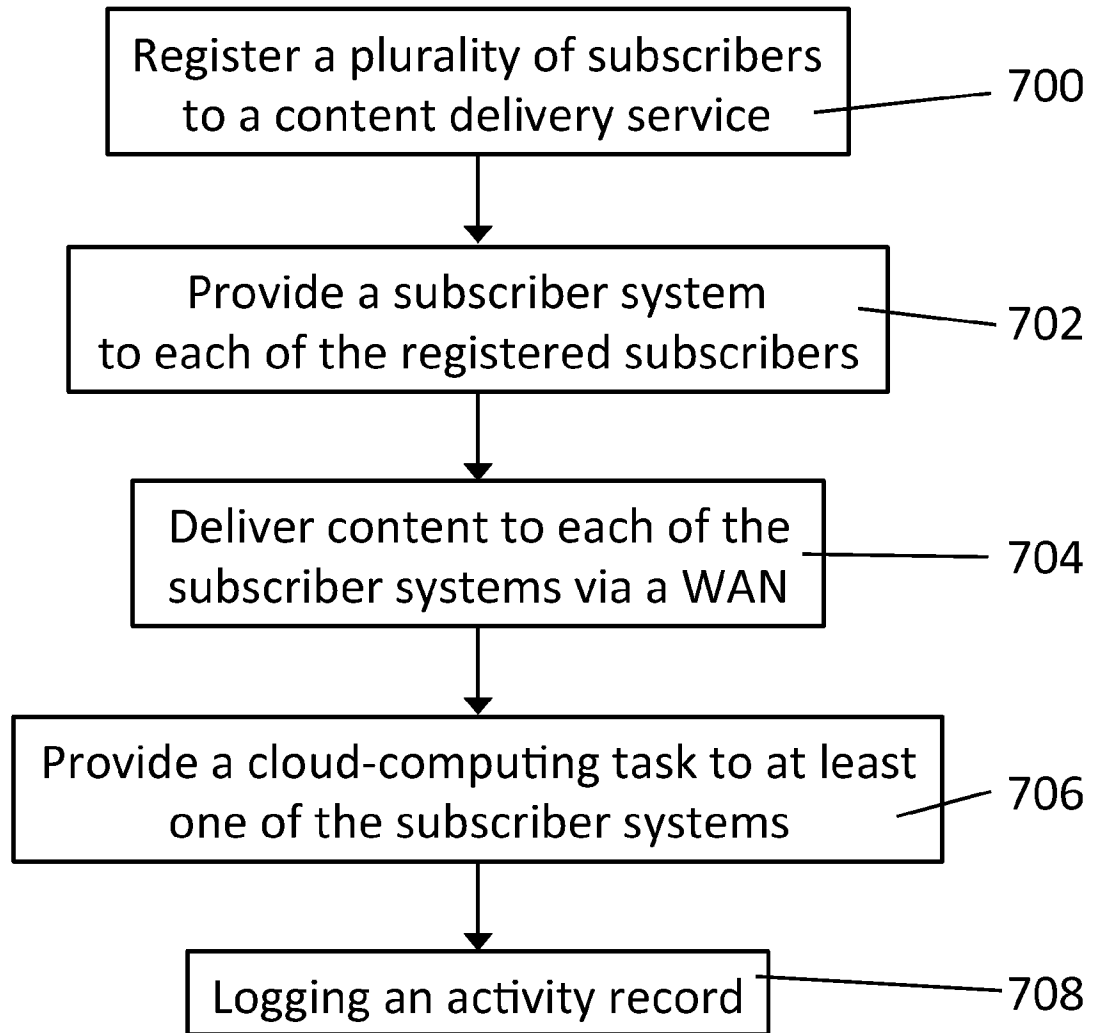 Register a plurality of subscribers
to a content delivery service
700
Provide a subscriber system
to each of the registered subscribers
702
Deliver content to each of the
subscriber systems via a WAN
704
Provide a cloud-computing task to at least
one of the subscriber systems
706
Logging an activity record
708